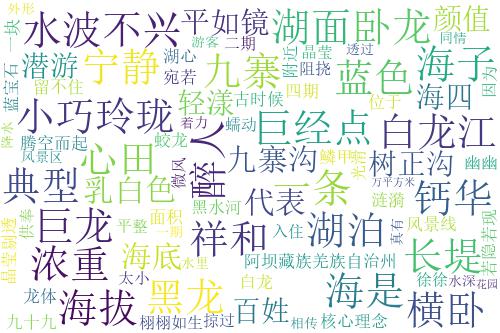 外形
一块
水波不兴
平如镜
湖面卧龙
颜值
游客
二期
晶莹
透过
同情
潜游
宁静
湖心
宛若
九寨
附近
阻挡
蓝色
海子
因为
蓝宝石
留不住
轻漾
古时候
四期
位于
海四
小巧玲珑
醉人
巨经点
白龙江
降水
腾空而起
蛟龙
着力
蠕动
鳞甲
光滑
风景区
心田
微风
九寨沟
树正沟
幽幽
典型
乳白色
一条
万平方米
钙华
晶莹剔透
供奉
面积
黑水河
代表
涟漪
风景线
若隐若现
巨龙
平整
一厢
祥和
入住
湖泊
真有
长堤
浓重
海底
水里
阿坝藏族羌族自治州
龙体
太小
黑龙
白龙
百姓
海是
徐徐
水深
花园
九十九
海拔
栩栩如生
掠过
相传
核心理念
横卧